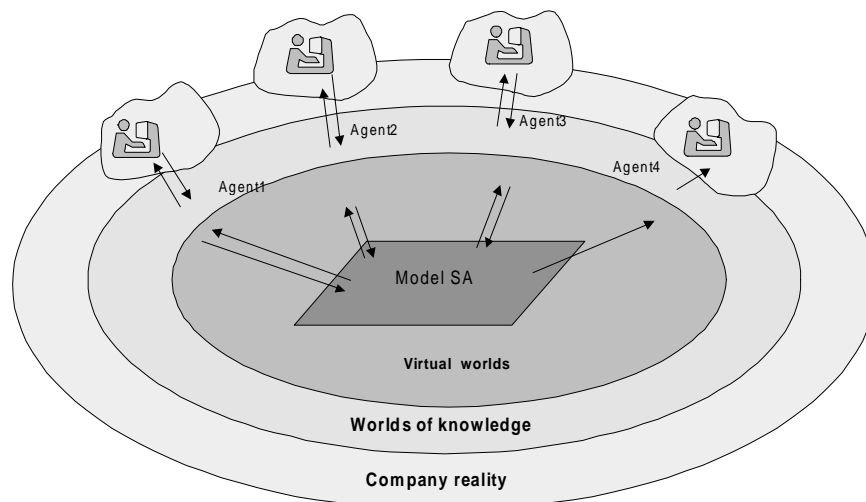 Agent2
Agent3
Agent1
Agent4
Model SA
Virtual worlds
Worlds of knowledge
Company reality